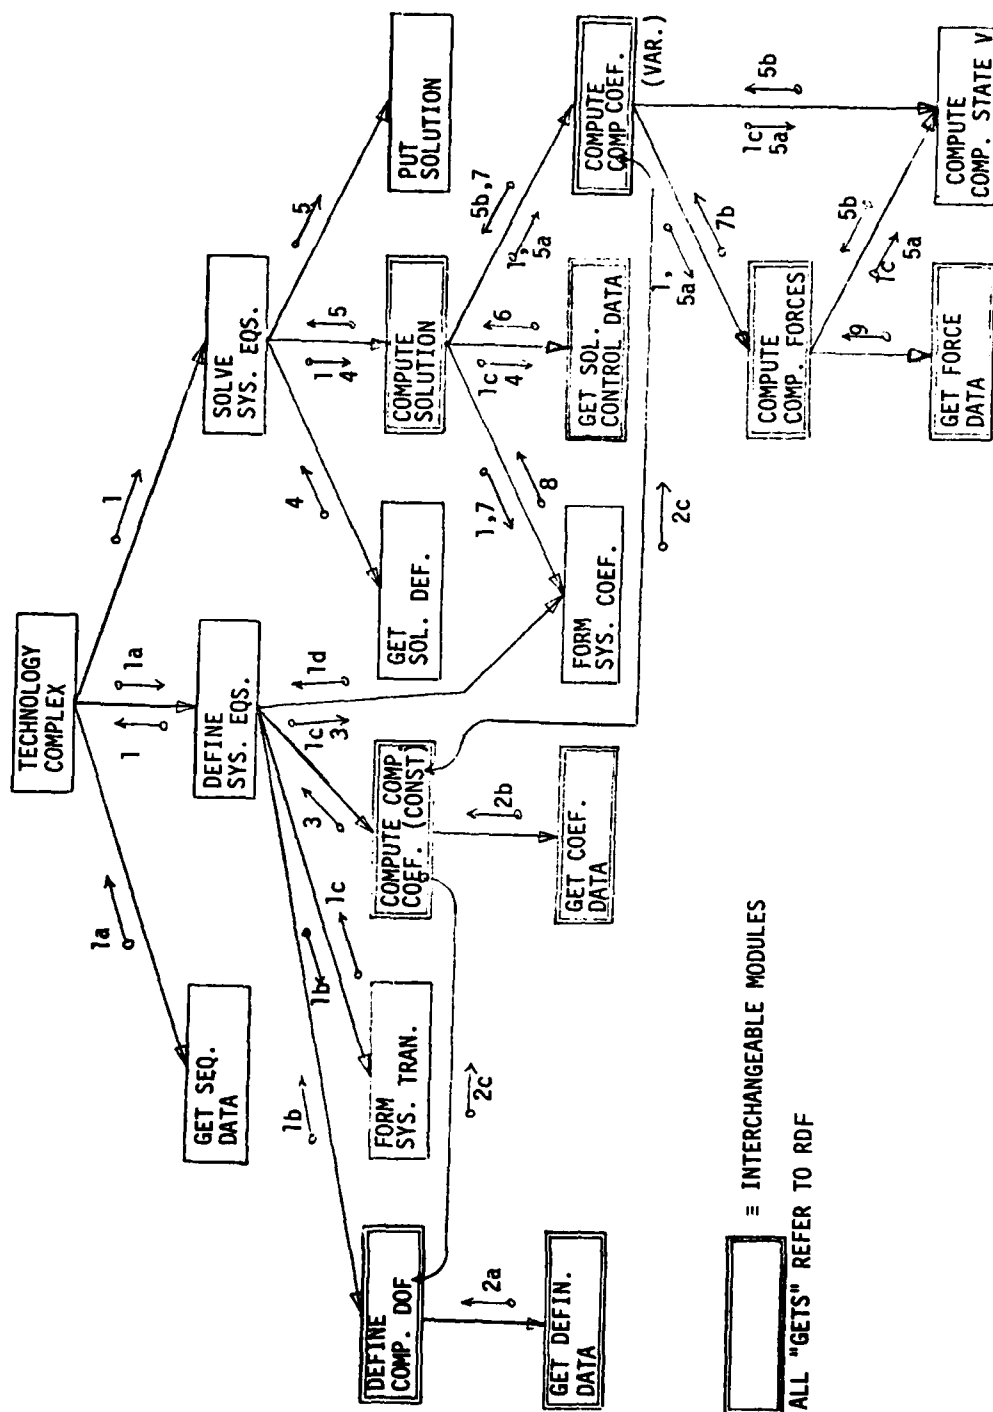 TECHNOLOGY
COMPLEX
1a
1
1a
1
GET SEQ.
DATA
DEFINE
SYS. EQS.
SOLVE
SYS. EQS.
1b
1b
1c
3
1c
3
1d
4
1
4
5
5
DEFINE
COMP. DOF
FORM
SYS. TRAN.
COMPUTE COMP
COEF. (CONST)
GET
SOL. DEF.
COMPUTE
SOLUTION
PUT
SOLUTION
2a
2c
2b
1,7
8
1c
4
6
5a
5b,7
GET DEFIN.
DATA
GET COEF.
DATA
FORM
SYS. COEF.
GET SOL.
CONTROL DATA
COMPUTE
COMP COEF.
(VAR.)
2c
1,
5a
7b
1c
5a
5b
COMPUTE
COMP. FORCES
9
5a
5b
GET FORCE
DATA
COMPUTE
COMP. STATE V
≡ INTERCHANGEABLE MODULES
ALL "GETS" REFER TO RDF